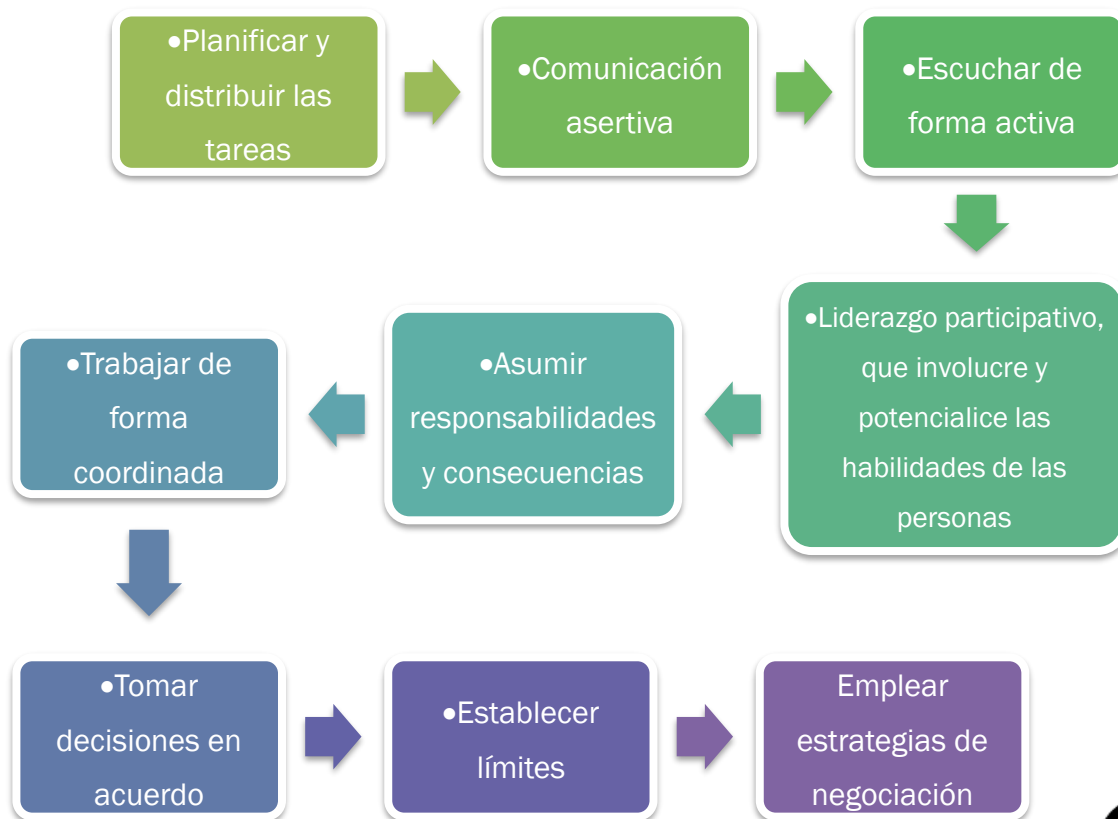 •Planificar y
distribuir las
tareas
•Comunicación
asertiva
•Escuchar de
forma activa
•Liderazgo participativo,
que involucre y
potencialice las
habilidades de las
personas
•Asumir
responsabilidades
y consecuencias
•Trabajar de
forma
coordinada
•Tomar
decisiones en
acuerdo
•Establecer
límites
Emplear
estrategias de
negociación